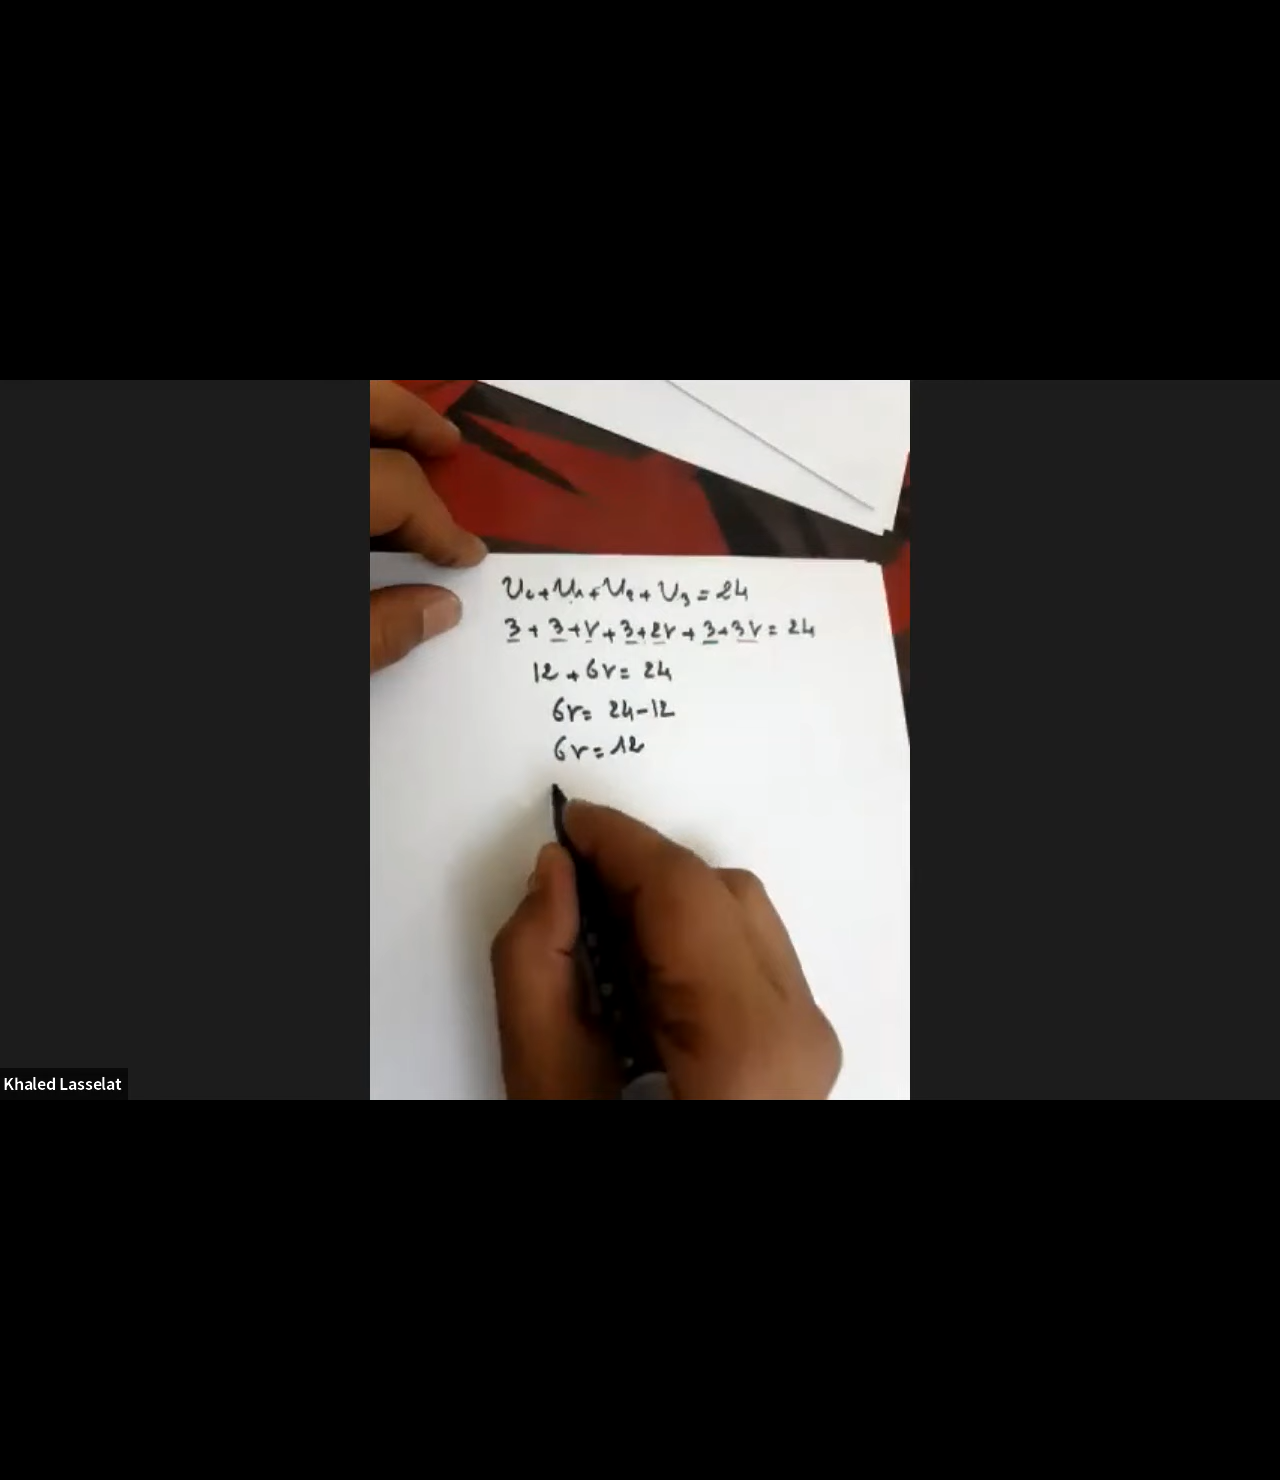 U₀+U₁+U₂+U₃=24
3+3+r+3+2r+3+3r=24
12+6r=24
6r=24-12
6r=12
Khaled Lasselat